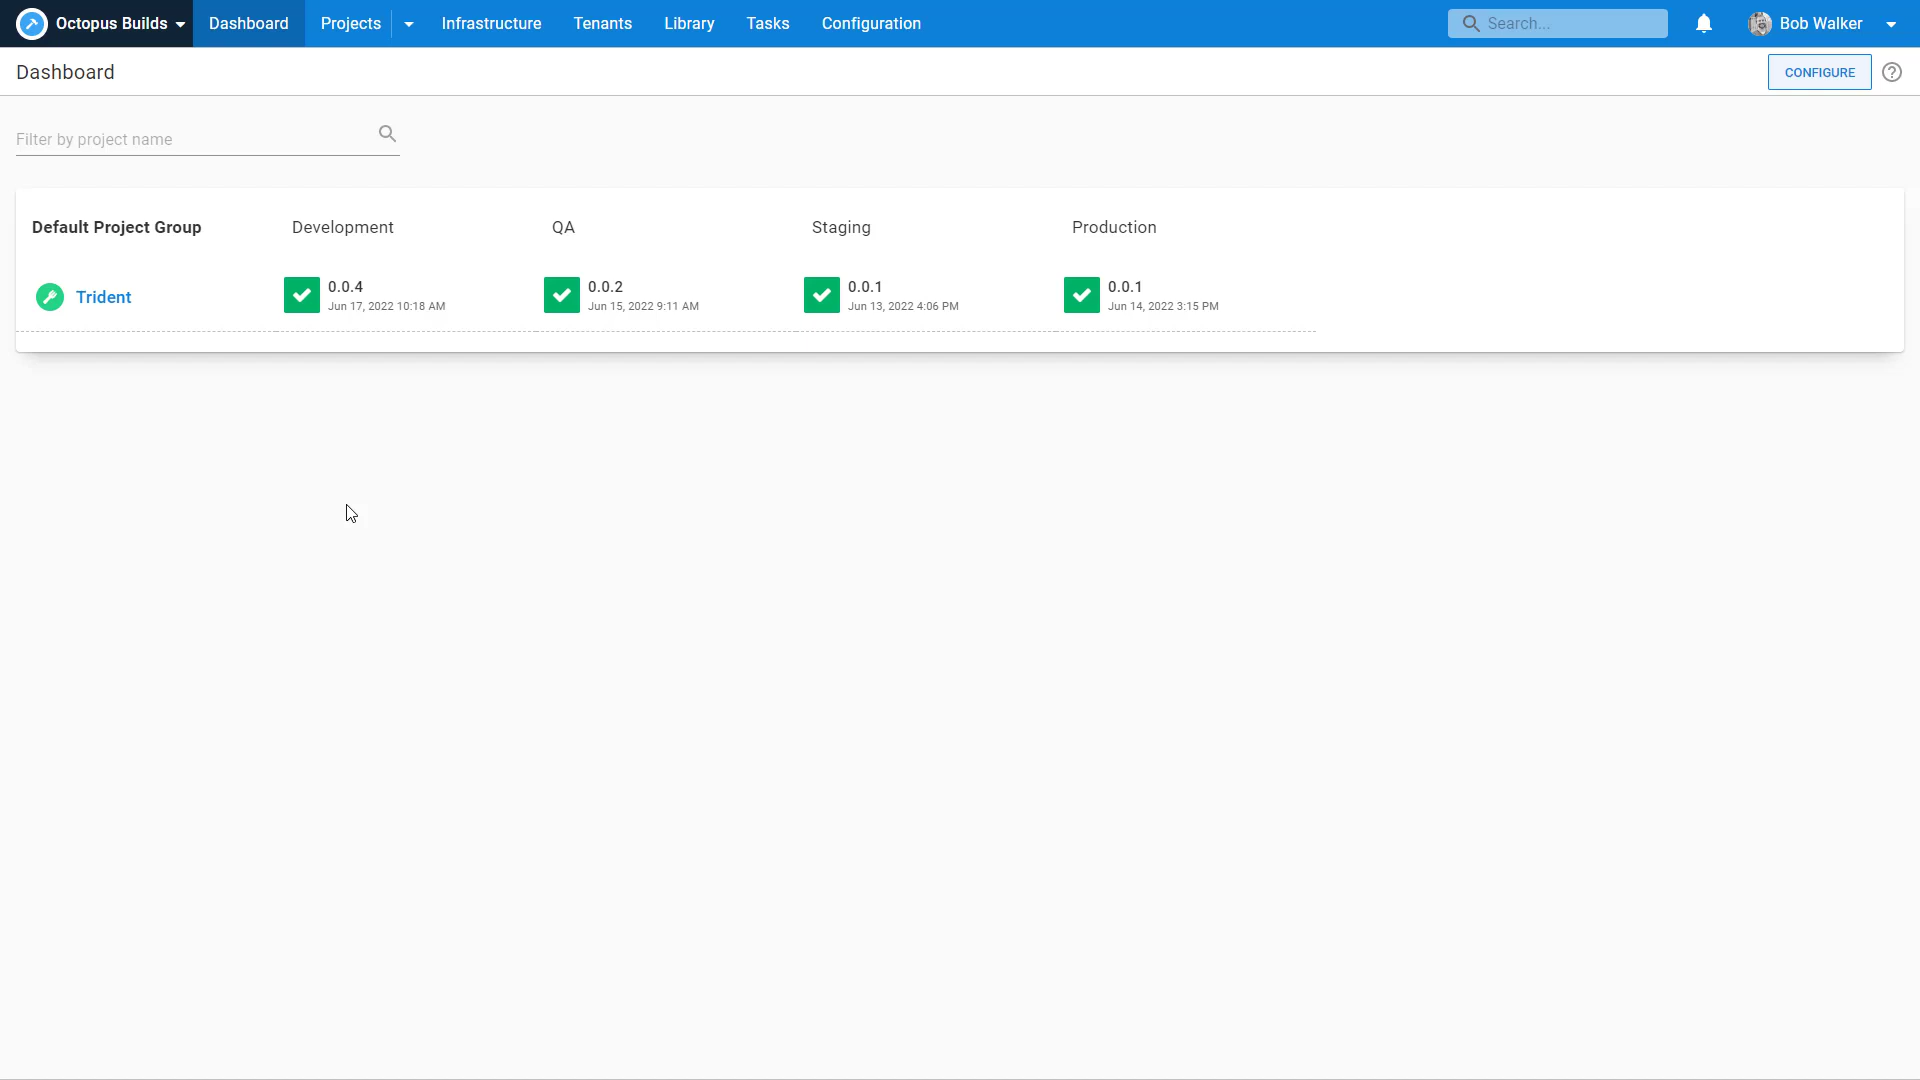 Octopus Builds Dashboard Projects Infrastructure Tenants Library Tasks Configuration Search... Bob Walker
Dashboard CONFIGURE ?
Filter by project name
Default Project Group Development QA Staging Production
Trident
0.0.4
Jun 17, 2022 10:18 AM
0.0.2
Jun 15, 2022 9:11 AM
0.0.1
Jun 13, 2022 4:06 PM
0.0.1
Jun 14, 2022 3:15 PM